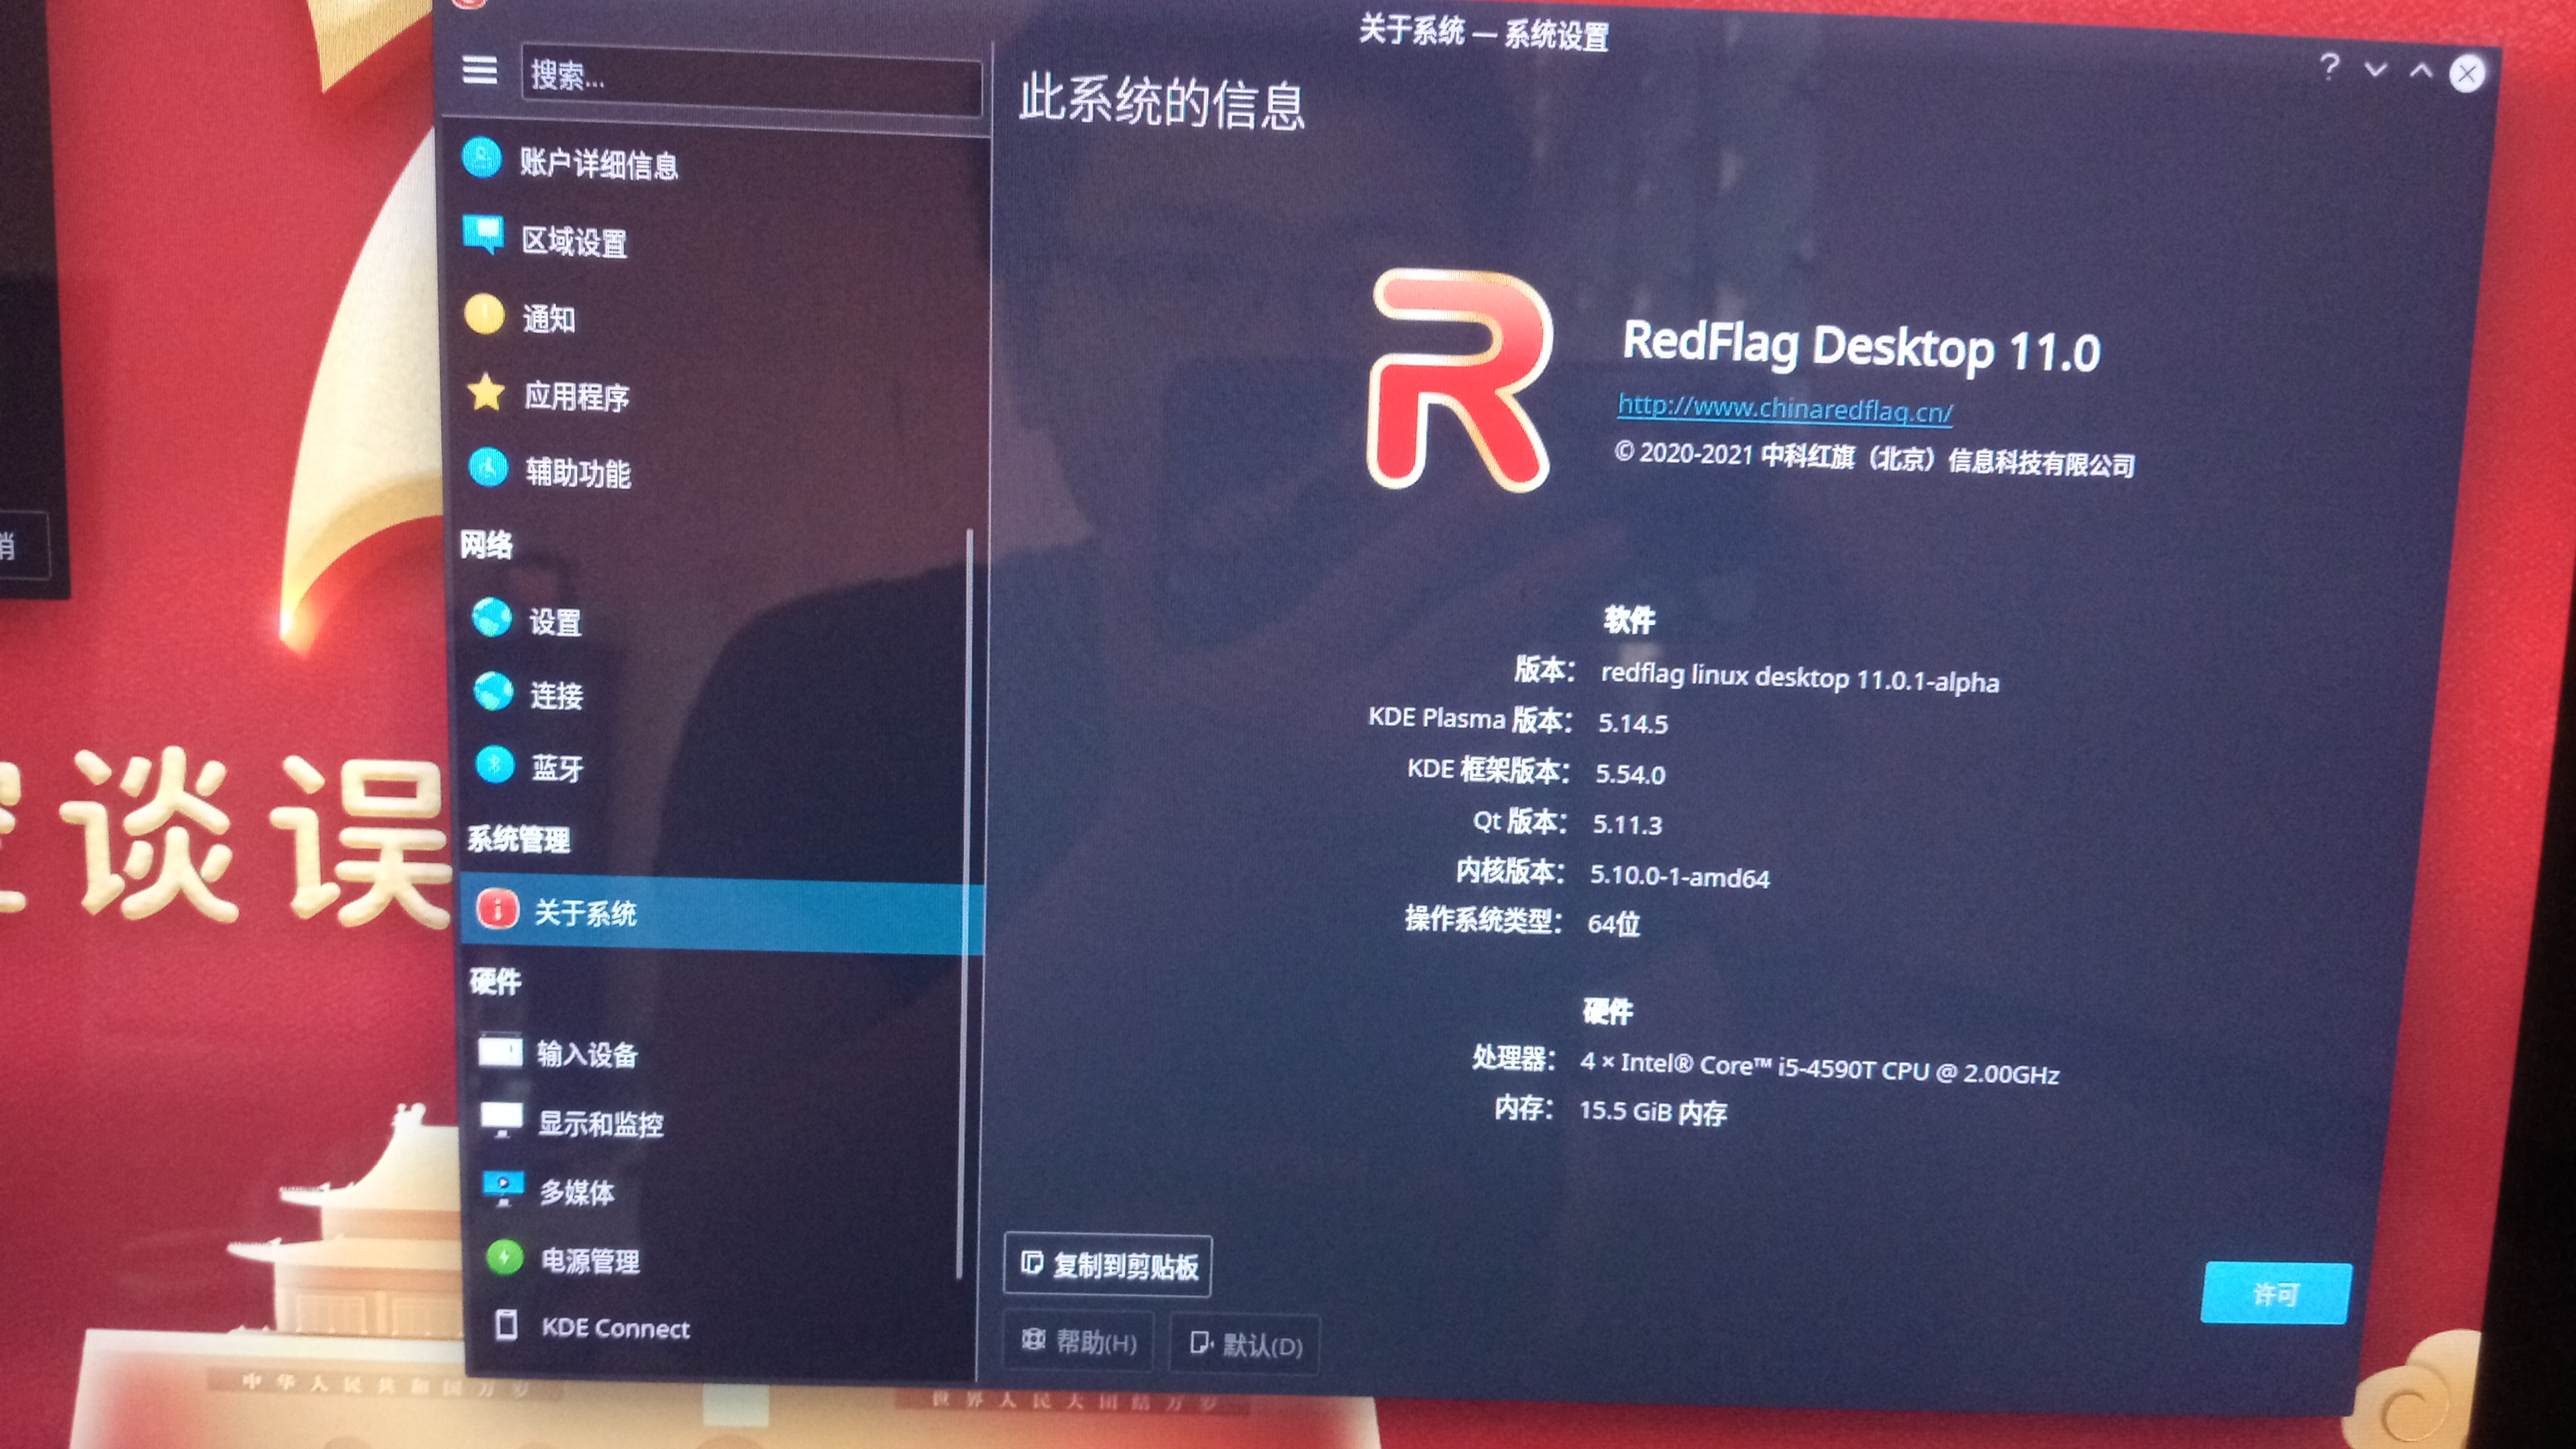 关于系统 — 系统设置
搜索...
此系统的信息
账户详细信息
区域设置
通知
应用程序
辅助功能
网络
设置
连接
蓝牙
系统管理
关于系统
硬件
输入设备
显示和监控
多媒体
电源管理
KDE Connect
RedFlag Desktop 11.0
http://www.chinaredflag.cn/
© 2020-2021 中科红旗（北京）信息科技有限公司
软件
版本： redflag linux desktop 11.0.1-alpha
KDE Plasma 版本： 5.14.5
KDE 框架版本： 5.54.0
Qt 版本： 5.11.3
内核版本： 5.10.0-1-amd64
操作系统类型： 64位
硬件
处理器： 4 × Intel® Core™ i5-4590T CPU @ 2.00GHz
内存： 15.5 GiB 内存
复制到剪贴板
帮助(H)
默认(D)
许可
消
谈误
中华人民共和国万岁
世界人民大团结万岁